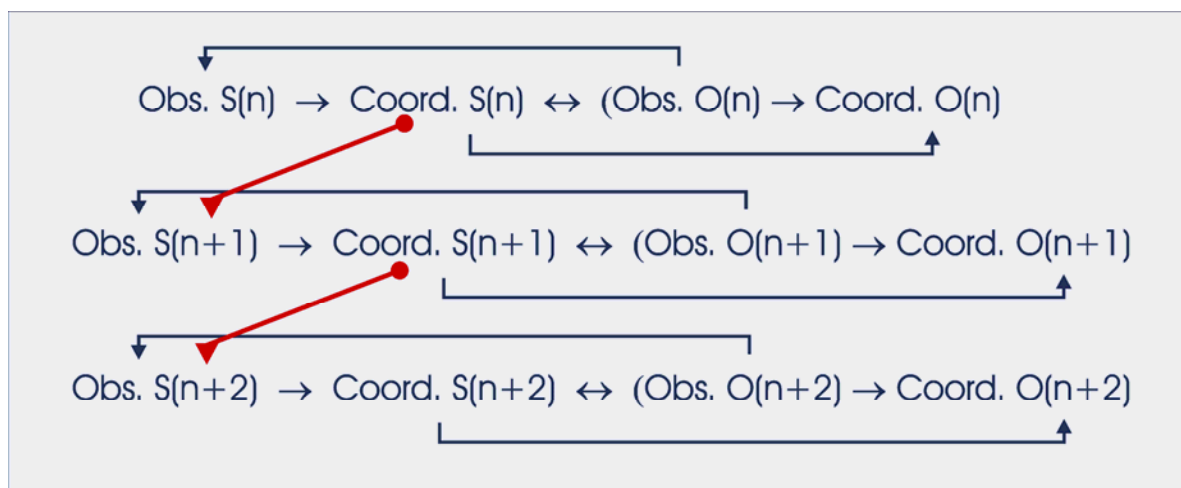 Obs. S(n) → Coord. S(n) ↔ (Obs. O(n) → Coord. O(n)
Obs. S(n+1) → Coord. S(n+1) ↔ (Obs. O(n+1) → Coord. O(n+1)
Obs. S(n+2) → Coord. S(n+2) ↔ (Obs. O(n+2) → Coord. O(n+2)